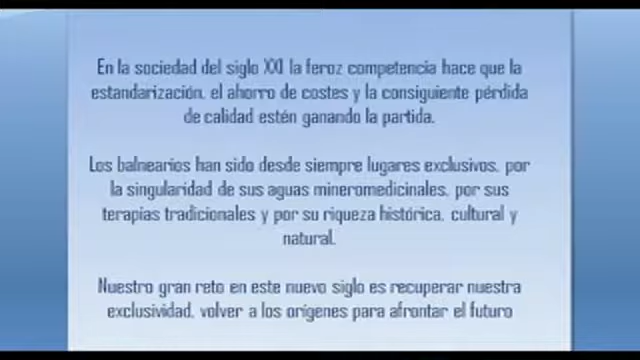 En la sociedad del siglo XXI la feroz competencia hace que la
estandarización, el ahorro de costes y la consiguiente pérdida
de calidad estén ganando la partida.
Los balnearios han sido desde siempre lugares exclusivos, por
la singularidad de sus aguas mineromedicinales, por sus
terapias tradicionales y por su riqueza histórica, cultural y
natural.
Nuestro gran reto en este nuevo siglo es recuperar nuestra
exclusividad, volver a los orígenes para afrontar el futuro